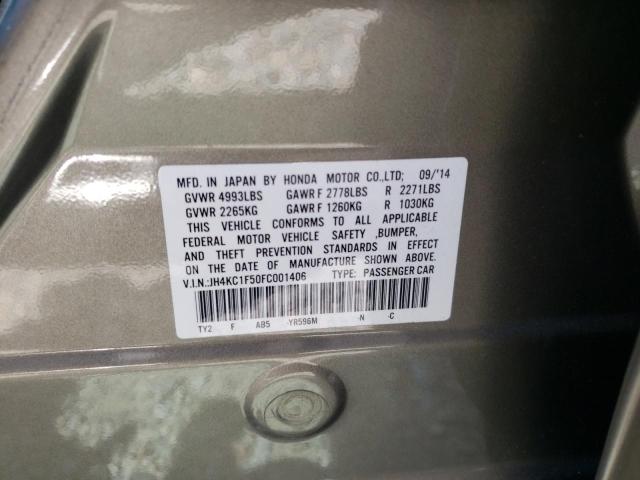 MFD. IN JAPAN BY HONDA MOTOR CO.,LTD; 09/'14
GVWR 4993LBS GAWR F 2778LBS R 2271LBS
GVWR 2265KG GAWR F 1260KG R 1030KG
THIS VEHICLE CONFORMS TO ALL APPLICABLE
FEDERAL MOTOR VEHICLE SAFETY ,BUMPER,
AND THEFT PREVENTION STANDARDS IN EFFECT
ON THE DATE OF MANUFACTURE SHOWN ABOVE.
V.I.N.:JH4KC1F50FC001406 TYPE: PASSENGER CAR
TY2 F AB5 -YR596M -N -C